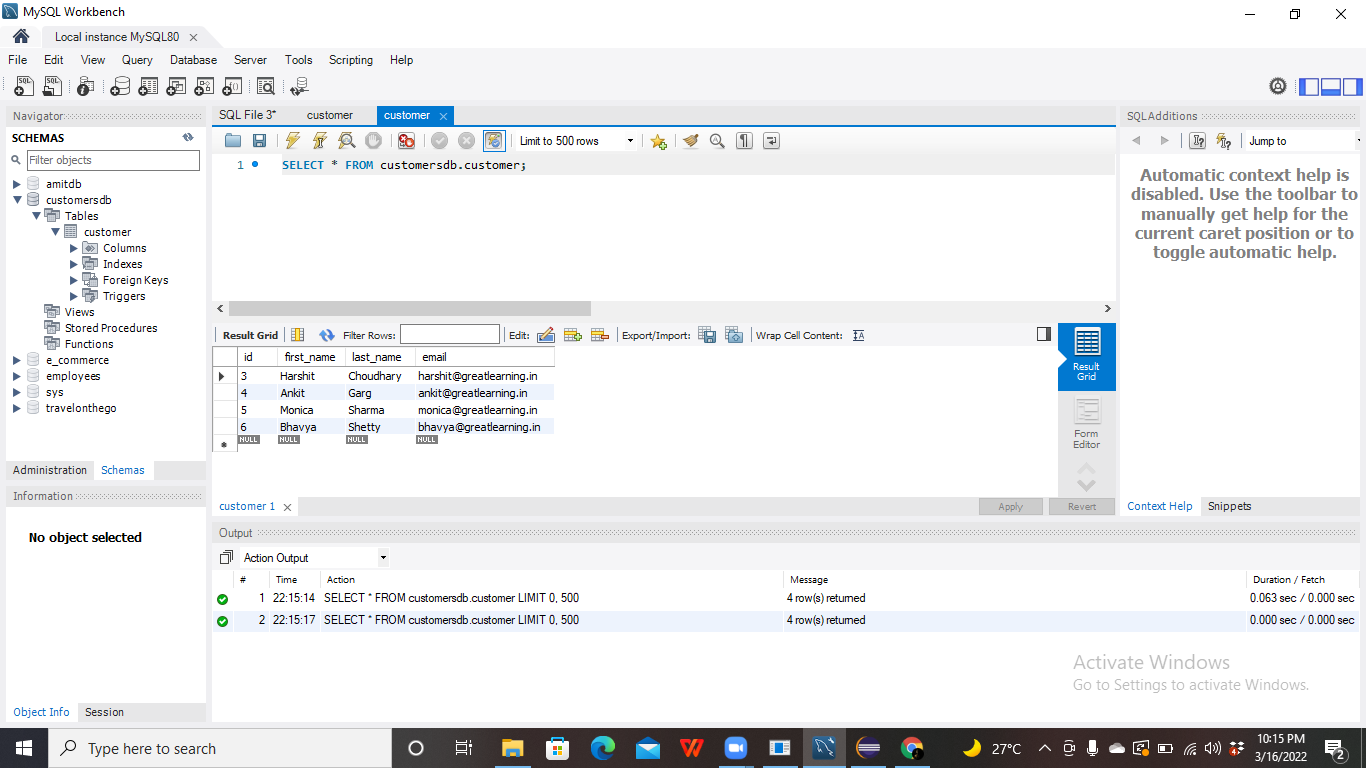 MySQL Workbench
Local instance MySQL80
File Edit View Query Database Server Tools Scripting Help
Navigator
SCHEMAS
Filter objects
amitdb
customersdb
Tables
customer
Columns
Indexes
Foreign Keys
Triggers
Views
Stored Procedures
Functions
e_commerce
employees
sys
travelonthego
Administration Schemas
Information
No object selected
Object Info Session
SQL File 3* customer customer
Limit to 500 rows
1 SELECT * FROM customersdb.customer;
Result Grid Filter Rows: Edit: Export/Import: Wrap Cell Content:
id first_name last_name email
3 Harshit Choudhary harshit@greatlearning.in
4 Ankit Garg ankit@greatlearning.in
5 Monica Sharma monica@greatlearning.in
6 Bhavya Shetty bhavya@greatlearning.in
NULL NULL NULL NULL
Result
Grid
Form
Editor
customer 1 Apply Revert
SQLAdditions
Jump to
Automatic context help is
disabled. Use the toolbar to
manually get help for the
current caret position or to
toggle automatic help.
Context Help Snippets
Output
Action Output
# Time Action Message Duration / Fetch
1 22:15:14 SELECT * FROM customersdb.customer LIMIT 0, 500 4 row(s) returned 0.063 sec / 0.000 sec
2 22:15:17 SELECT * FROM customersdb.customer LIMIT 0, 500 4 row(s) returned 0.000 sec / 0.000 sec
Activate Windows
Go to Settings to activate Windows.
Type here to search
27°C
10:15 PM
3/16/2022
2